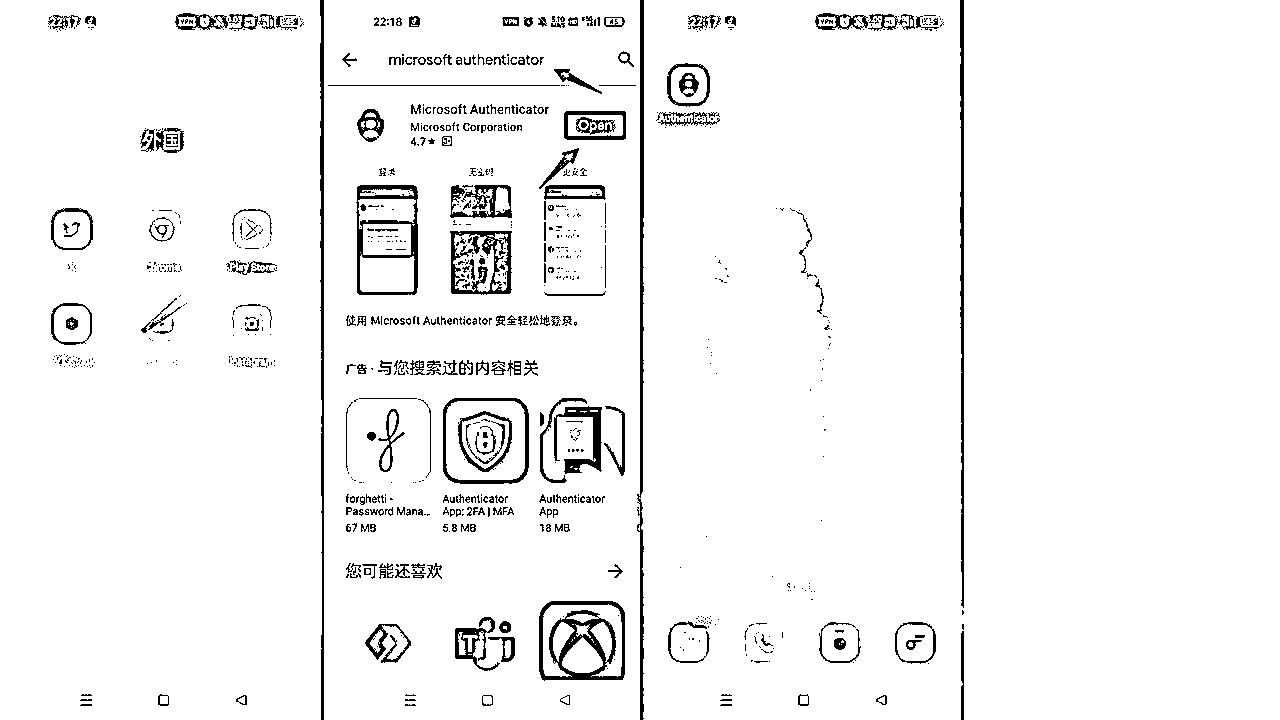 22:17
外国
Play Store
22:18
VPN
45
microsoft authenticator
Microsoft Authenticator
Microsoft Corporation
4.7★ 3+
Open
登录
无密码
更安全
使用 Microsoft Authenticator 安全轻松地登录。
广告 · 与您搜索过的内容相关
forghetti -
Password Mana...
67 MB
Authenticator
App: 2FA | MFA
5.8 MB
Authenticator
App
18 MB
您可能还喜欢
T
22:17
Authenticator